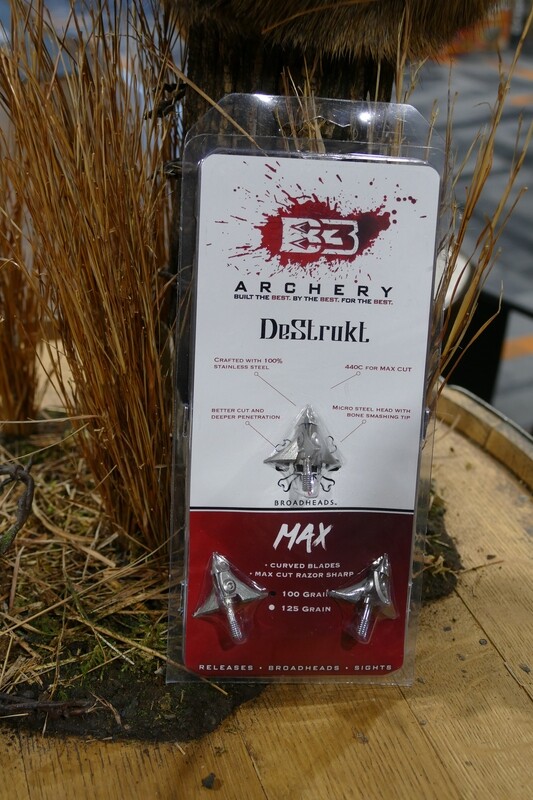 B3
ARCHERY
BUILT THE BEST. BY THE BEST. FOR THE BEST.
DeStrukt
CRAFTED WITH 100% STAINLESS STEEL
440C FOR MAX CUT
BETTER CUT AND DEEPER PENETRATION
MICRO STEEL HEAD WITH BONE SMASHING TIP
BROADHEADS
MAX
• CURVED BLADES
• MAX CUT RAZOR SHARP
100 GRAIN
125 GRAIN
RELEASES • BROADHEADS • SIGHTS